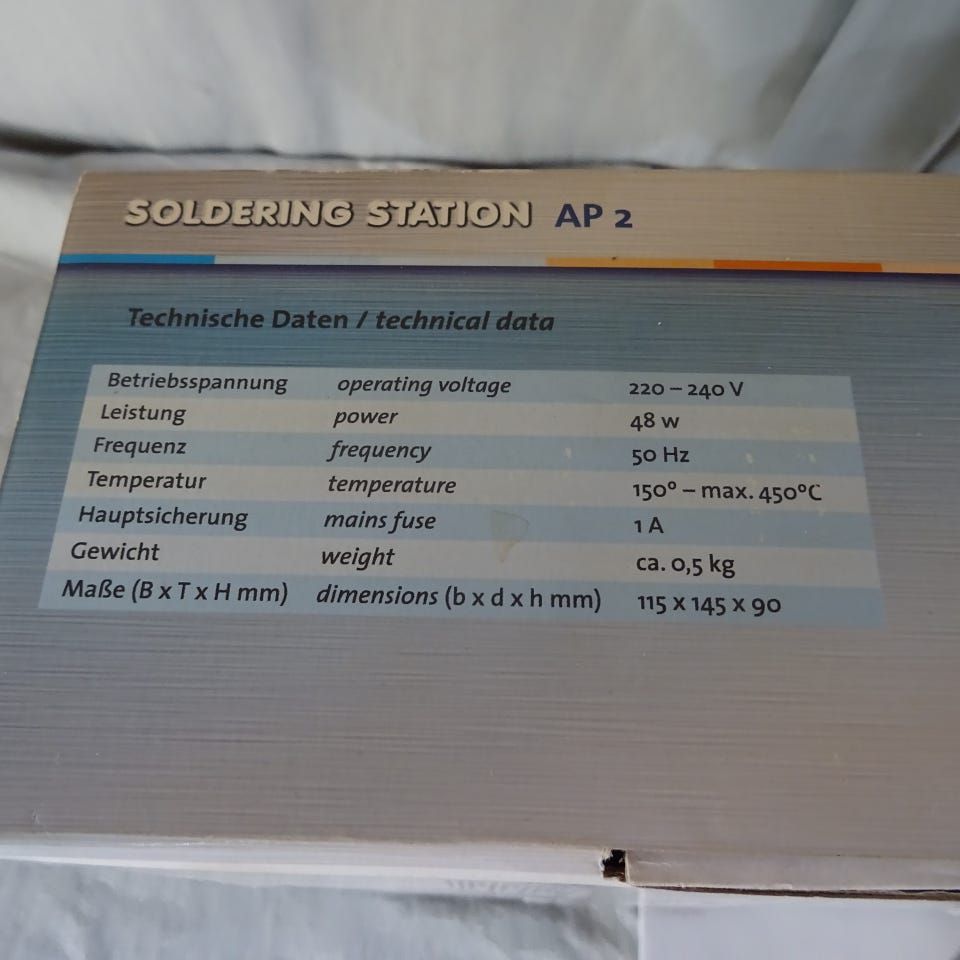 SOLDERING STATION AP 2
Technische Daten / technical data
Betriebsspannung operating voltage 220 – 240 V
Leistung power 48 w
Frequenz frequency 50 Hz
Temperatur temperature 150° – max. 450°C
Hauptsicherung mains fuse 1 A
Gewicht weight ca. 0,5 kg
Maße (B x T x H mm) dimensions (b x d x h mm) 115 x 145 x 90